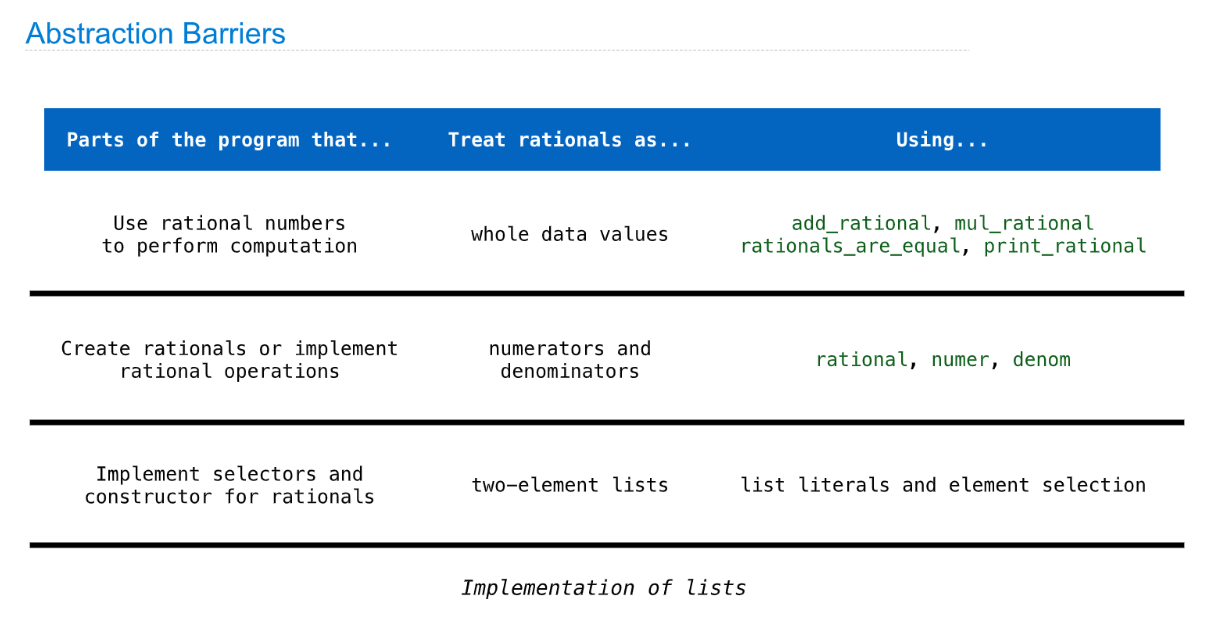 Abstraction Barriers
Parts of the program that... Treat rationals as... Using...
Use rational numbers
to perform computation
whole data values
add_rational, mul_rational
rationals_are_equal, print_rational
Create rationals or implement
rational operations
numerators and
denominators
rational, numer, denom
Implement selectors and
constructor for rationals
two-element lists
list literals and element selection
Implementation of lists